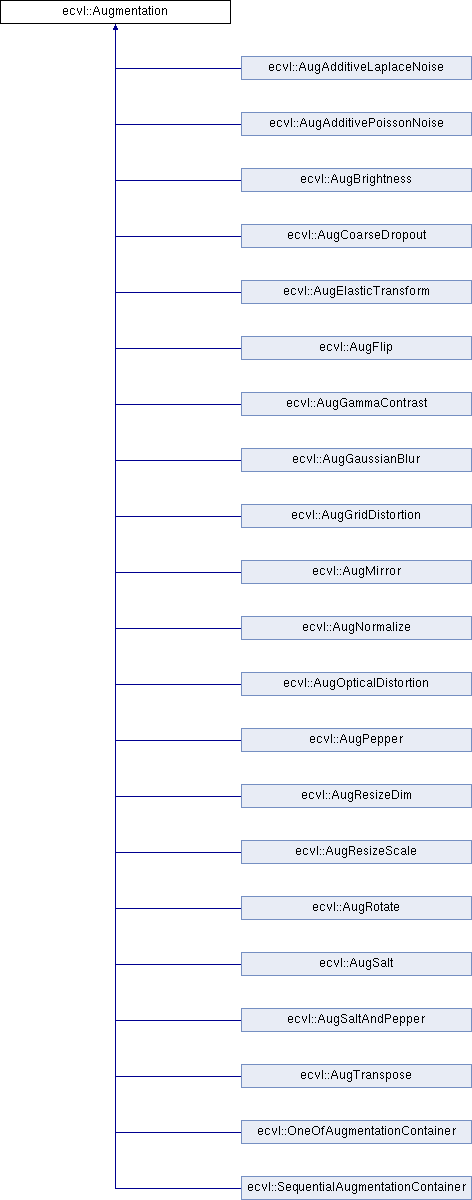 ecvl::Augmentation
ecvl::AugAdditiveLaplaceNoise
ecvl::AugAdditivePoissonNoise
ecvl::AugBrightness
ecvl::AugCoarseDropout
ecvl::AugElasticTransform
ecvl::AugFlip
ecvl::AugGammaContrast
ecvl::AugGaussianBlur
ecvl::AugGridDistortion
ecvl::AugMirror
ecvl::AugNormalize
ecvl::AugOpticalDistortion
ecvl::AugPepper
ecvl::AugResizeDim
ecvl::AugResizeScale
ecvl::AugRotate
ecvl::AugSalt
ecvl::AugSaltAndPepper
ecvl::AugTranspose
ecvl::OneOfAugmentationContainer
ecvl::SequentialAugmentationContainer